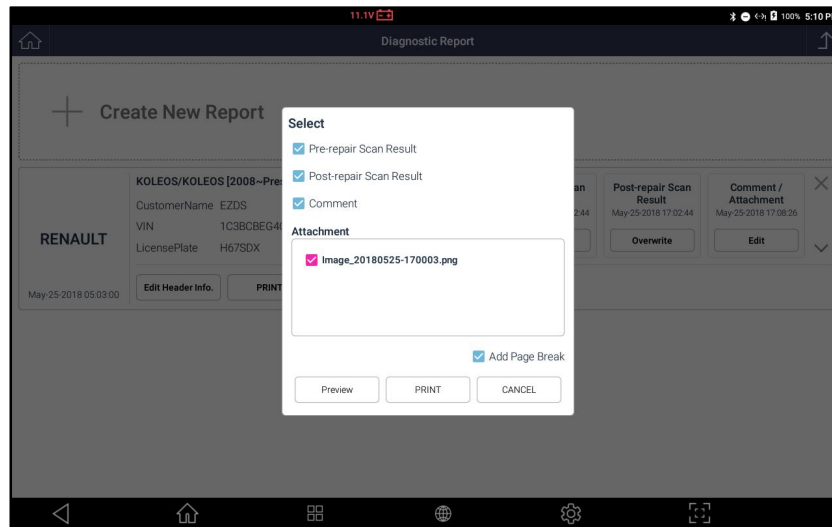 11.1V
100% 5:10 P
Diagnostic Report
Create New Report
Select
Pre-repair Scan Result
Post-repair Scan Result
Comment
Attachment
Image_20180525-170003.png
Add Page Break
Preview PRINT CANCEL
RENAULT
May-25-2018 05:03:00
KOLEOS/KOLEOS [2008~Pre
CustomerName EZDS
VIN 1C3BCBEG4
LicensePlate H67SDX
Edit Header Info. PRINT
an
2:44
Post-repair Scan
Result
May-25-2018 17:02:44
Overwrite
Comment /
Attachment
May-25-2018 17:08:26
Edit